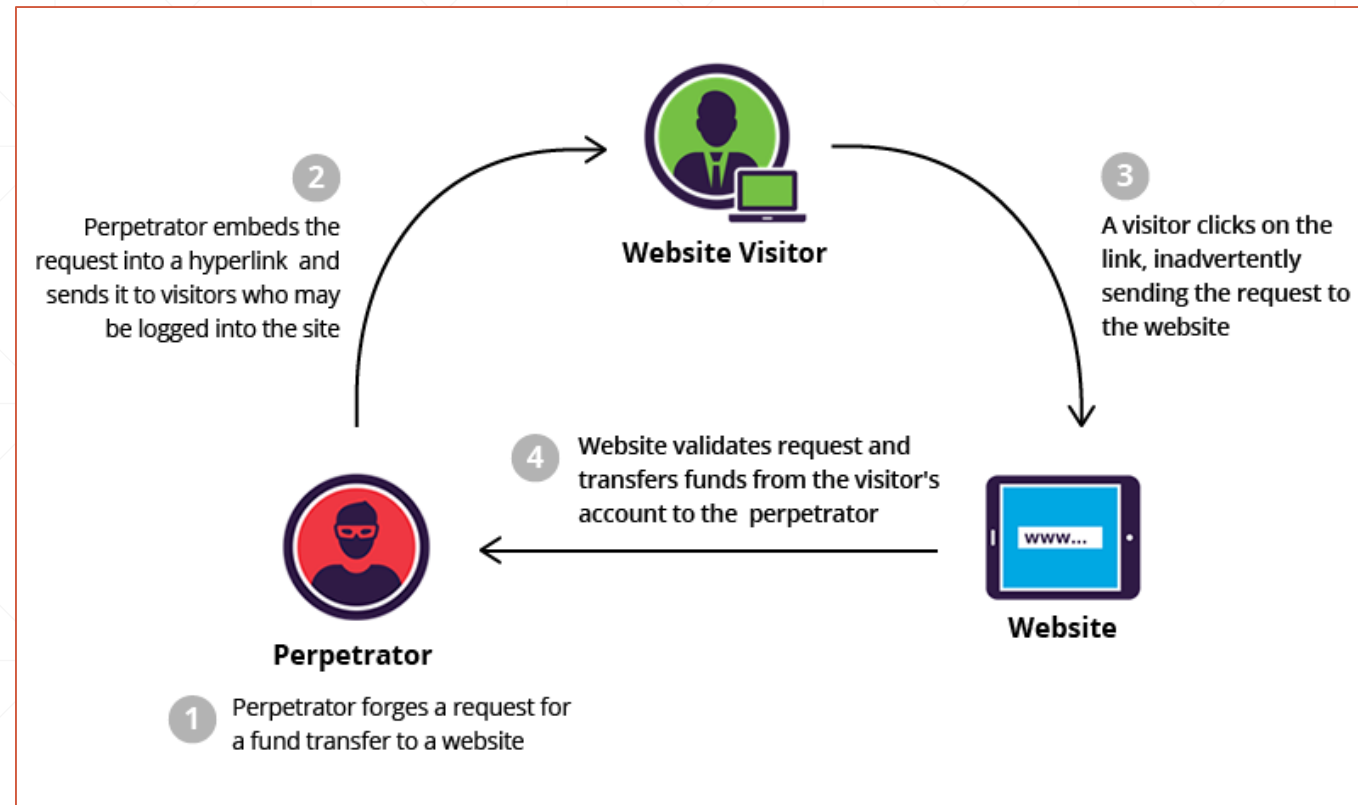 2
Perpetrator embeds the
request into a hyperlink and
sends it to visitors who may
be logged into the site
Website Visitor
3
A visitor clicks on the
link, inadvertently
sending the request to
the website
4
Website validates request and
transfers funds from the visitor's
account to the perpetrator
www...
Website
Perpetrator
1
Perpetrator forges a request for
a fund transfer to a website